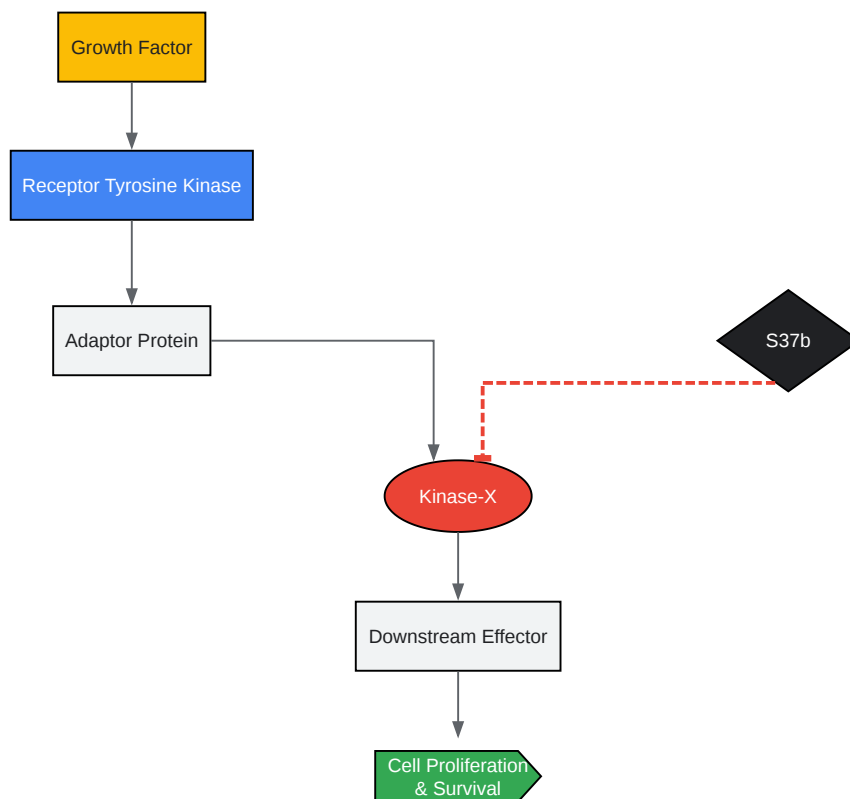 Growth Factor
Receptor Tyrosine Kinase
Adaptor Protein
S37b
Kinase-X
Downstream Effector
Cell Proliferation
& Survival